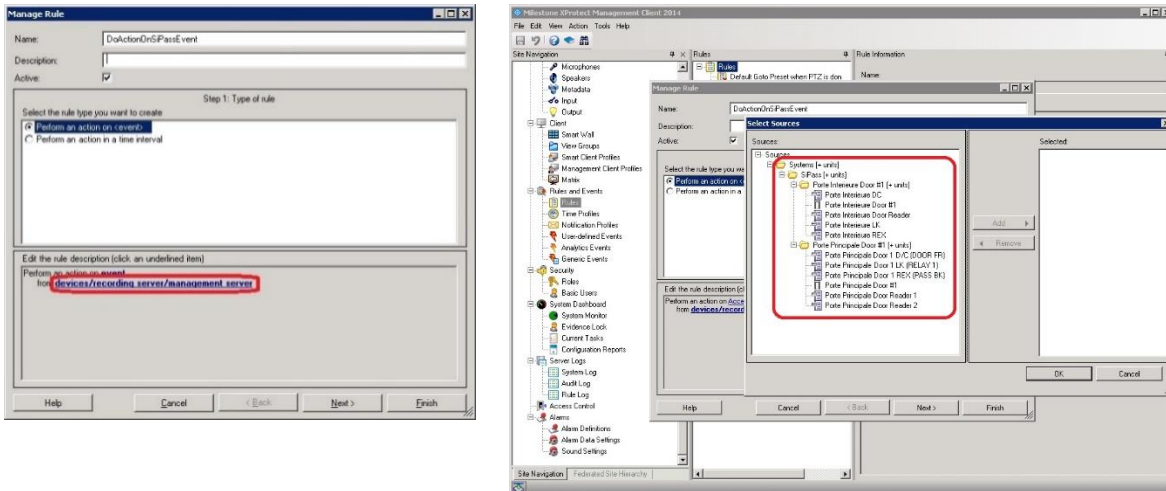 Manage Rule
Name:
DoActionOnSiPassEvent
Description:
Active:
Step 1: Type of rule
Select the rule type you want to create
Perform an action on <event>
Perform an action in a time interval
Edit the rule description (click an underlined item)
Perform an action on event
from devices/recording server/management server
Help
Cancel
< Back
Next >
Finish
Milestone XProtect Management Client 2014
File Edit View Action Tools Help
Site Navigation
Microphones
Speakers
Metadata
Input
Output
Client
Smart Wall
View Groups
Smart Client Profiles
Management Client Profiles
Matrix
Rules and Events
Rules
Time Profiles
Notification Profiles
User-defined Events
Analytics Events
Generic Events
Security
Roles
Basic Users
System Dashboard
System Monitor
Evidence Lock
Current Tasks
Configuration Reports
Server Logs
System Log
Audit Log
Rule Log
Access Control
Alarms
Alarm Definitions
Alarm Data Settings
Sound Settings
Site Navigation
Federated Site Hierarchy
Rules
Rules
Default Goto Preset when PTZ is don
Rule Information
Name
Manage Rule
Name:
DoActionOnSiPassEvent
Description:
Active:
Select the rule type you wa
Perform an action on <
Perform an action in a
Edit the rule description (cl
Perform an action on Acce
from devices/record
Help
Cancel
< Back
Next >
Finish
Select Sources
Sources:
Sources
Systems (+ units)
SiPass (+ units)
Porte Interieure Door #1 (+ units)
Porte Interieure DC
Porte Interieure Door #1
Porte Interieure Door Reader
Porte Interieure LK
Porte Interieure REX
Porte Principale Door #1 (+ units)
Porte Principale Door 1 D/C (DOOR FR)
Porte Principale Door 1 LK (RELAY 1)
Porte Principale Door 1 REX (PASS BK)
Porte Principale Door #1
Porte Principale Door Reader 1
Porte Principale Door Reader 2
Selected:
Add
Remove
OK
Cancel